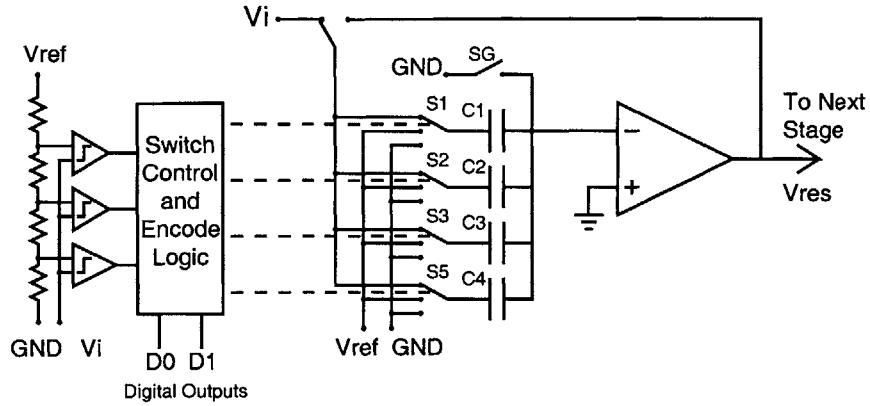 Vi
Vref
GND
SG
S1
C1
To Next
Stage
Switch
Control
and
Encode
Logic
S2
C2
Vres
S3
C3
S5
C4
GND
Vi
D0
D1
Vref
GND
Digital Outputs